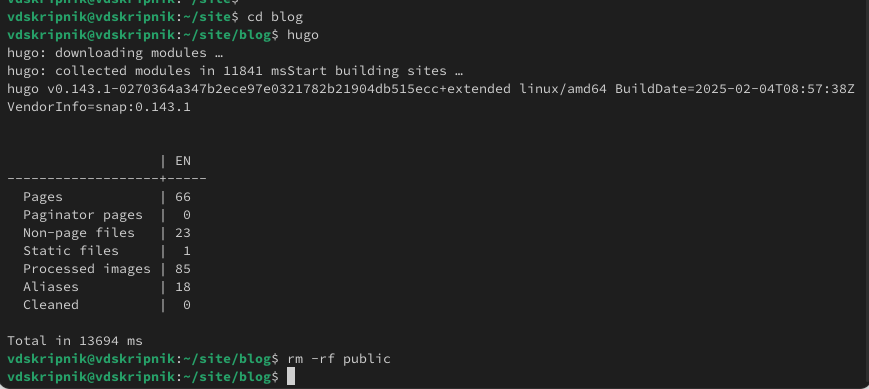 vdskripnik@vdskripnik:~/site$ cd blog
vdskripnik@vdskripnik:~/site/blog$ hugo
hugo: downloading modules …
hugo: collected modules in 11841 msStart building sites …
hugo v0.143.1-0270364a347b2ece97e0321782b21904db515ecc+extended linux/amd64 BuildDate=2025-02-04T08:57:38Z
VendorInfo=snap:0.143.1
                   | EN
-------------------+-----
  Pages            | 66
  Paginator pages  |  0
  Non-page files   | 23
  Static files     |  1
  Processed images | 85
  Aliases          | 18
  Cleaned          |  0
Total in 13694 ms
vdskripnik@vdskripnik:~/site/blog$ rm -rf public
vdskripnik@vdskripnik:~/site/blog$